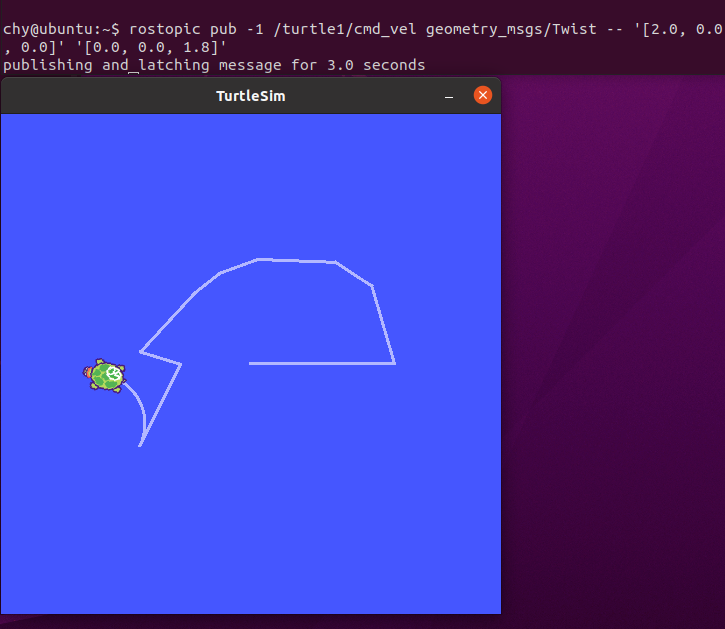 chy@ubuntu:~$ rostopic pub -1 /turtle1/cmd_vel geometry_msgs/Twist -- '[2.0, 0.0
, 0.0]' '[0.0, 0.0, 1.8]'
publishing and latching message for 3.0 seconds
TurtleSim